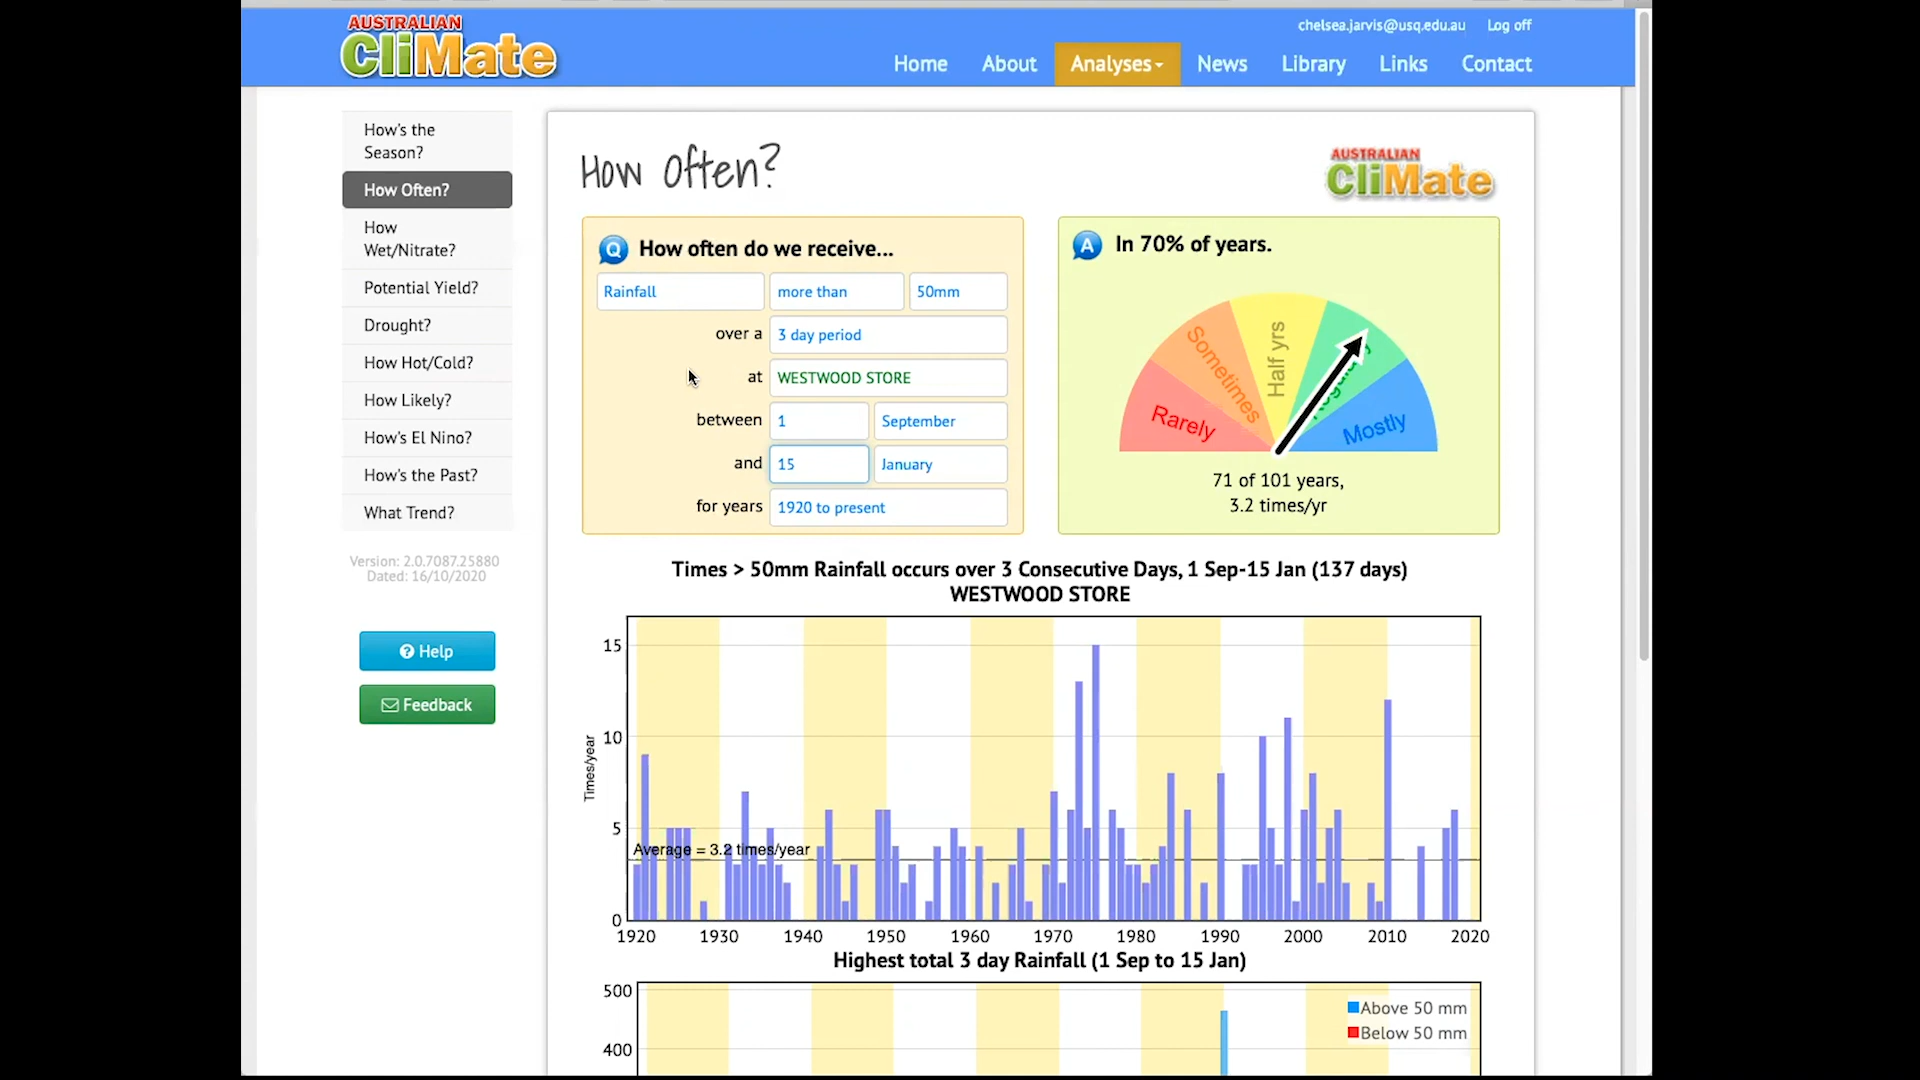 AUSTRALIAN
CliMate
chelsea.jarvis@usq.edu.au Log off
Home About Analyses News Library Links Contact
How's the
Season?
How Often?
How
Wet/Nitrate?
Potential Yield?
Drought?
How Hot/Cold?
How Likely?
How's El Nino?
How's the Past?
What Trend?
Version: 2.0.7087.25880
Dated: 16/10/2020
Help
Feedback
How Often?
AUSTRALIAN
CliMate
Q How often do we receive...
Rainfall more than 50mm
over a 3 day period
at WESTWOOD STORE
between 1 September
and 15 January
for years 1920 to present
A In 70% of years.
Rarely
Sometimes
Half yrs
Mostly
71 of 101 years,
3.2 times/yr
Times > 50mm Rainfall occurs over 3 Consecutive Days, 1 Sep-15 Jan (137 days)
WESTWOOD STORE
Times/year
15
10
5
0
Average = 3.2 times/year
1920 1930 1940 1950 1960 1970 1980 1990 2000 2010 2020
Highest total 3 day Rainfall (1 Sep to 15 Jan)
500
400
Above 50 mm
Below 50 mm